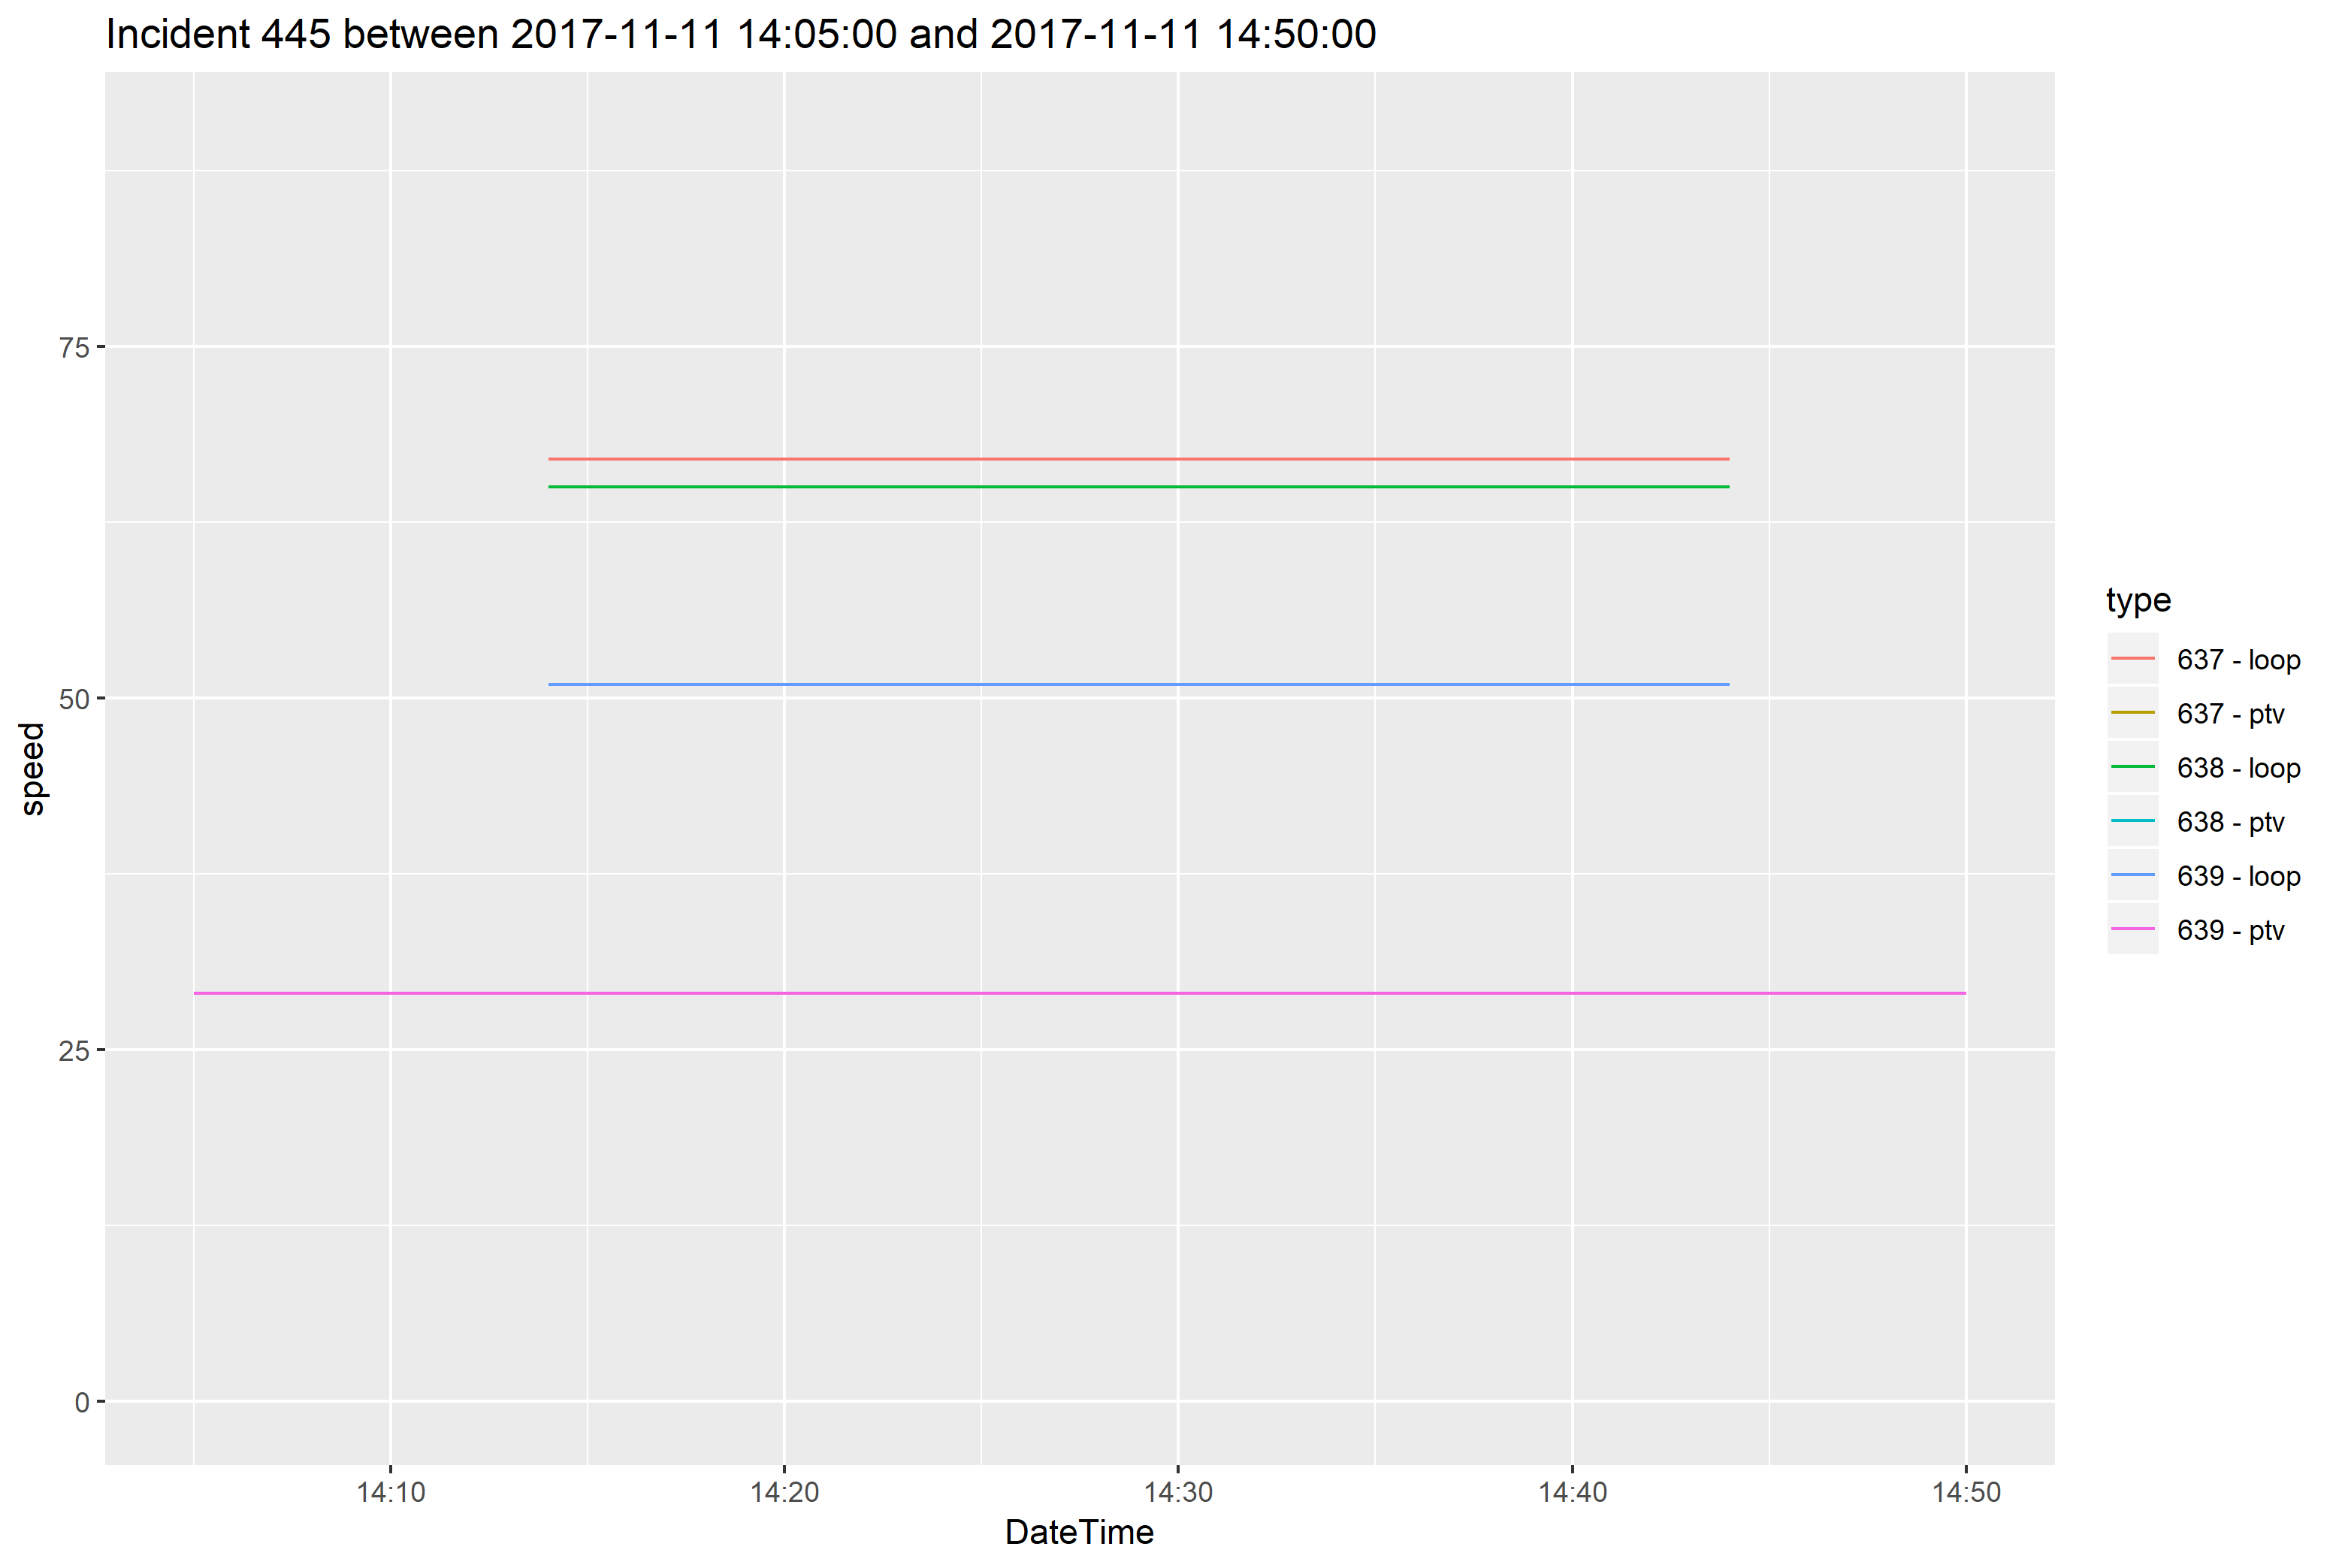 Incident 445 between 2017-11-11 14:05:00 and 2017-11-11 14:50:00
75
50
25
0
speed
14:10 14:20 14:30 14:40 14:50
DateTime
type
637 - loop
637 - ptv
638 - loop
638 - ptv
639 - loop
639 - ptv